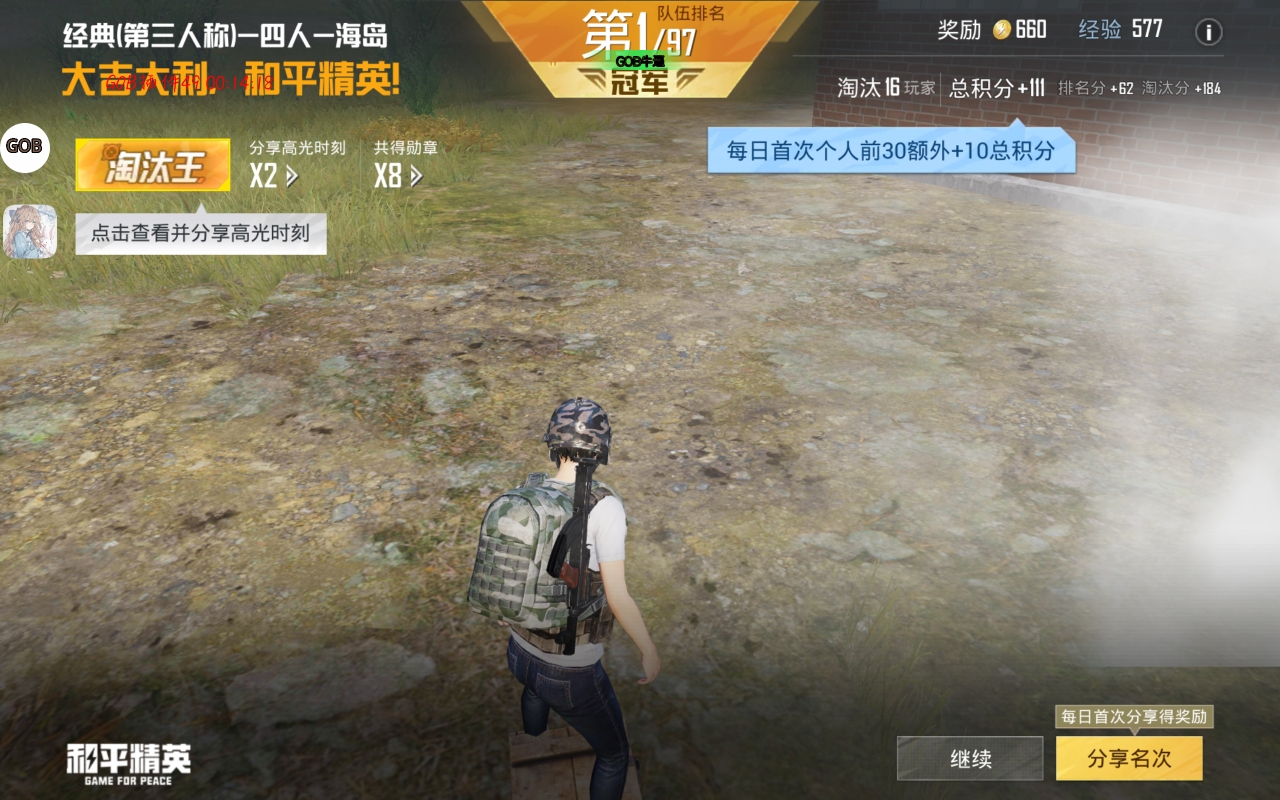 经典(第三人称)—四人—海岛
大吉大利, 和平精英!
队伍排名
第1/97
GOB牛逼
冠军
奖励 660 经验 577
淘汰16玩家 总积分+111 排名分+62 淘汰分+184
每日首次个人前30额外+10总积分
GOB
淘汰王
分享高光时刻
X2
共得勋章
X8
点击查看并分享高光时刻
每日首次分享得奖励
继续
分享名次
和平精英
GAME FOR PEACE